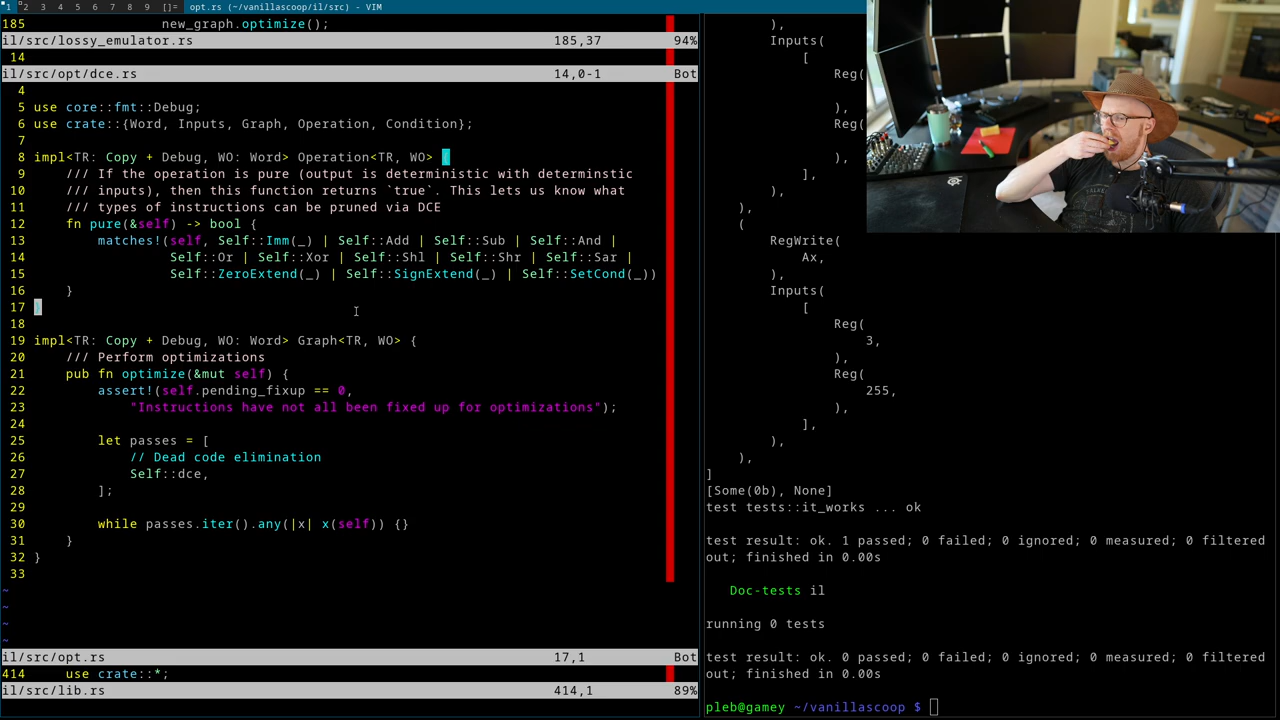 1 2 3 4 5 6 7 8 9 []= opt.rs (~/vanillascoop/il/src) - VIM
185 new_graph.optimize();
il/src/lossy_emulator.rs 185,37 94%
14
il/src/opt/dce.rs 14,0-1 Bot
4
5 use core::fmt::Debug;
6 use crate::{Word, Inputs, Graph, Operation, Condition};
7
8 impl<TR: Copy + Debug, WO: Word> Operation<TR, WO> {
9 /// If the operation is pure (output is deterministic with determinstic
10 /// inputs), then this function returns `true`. This lets us know what
11 /// types of instructions can be pruned via DCE
12 fn pure(&self) -> bool {
13 matches!(self, Self::Imm(_) | Self::Add | Self::Sub | Self::And |
14 Self::Or | Self::Xor | Self::Shl | Self::Shr | Self::Sar |
15 Self::ZeroExtend(_) | Self::SignExtend(_) | Self::SetCond(_))
16 }
17 }
18
19 impl<TR: Copy + Debug, WO: Word> Graph<TR, WO> {
20 /// Perform optimizations
21 pub fn optimize(&mut self) {
22 assert!(self.pending_fixup == 0,
23 "Instructions have not all been fixed up for optimizations");
24
25 let passes = [
26 // Dead code elimination
27 Self::dce,
28 ];
29
30 while passes.iter().any(|x| x(self)) {}
31 }
32 }
33
~
~
~
~
il/src/opt.rs 17,1 Bot
414 use crate::*;
il/src/lib.rs 414,1 89%
),
Inputs(
[
Reg(
),
Reg(
),
],
),
),
(
RegWrite(
Ax,
),
Inputs(
[
Reg(
3,
),
Reg(
255,
),
],
),
),
]
[Some(0b), None]
test tests::it_works ... ok
test result: ok. 1 passed; 0 failed; 0 ignored; 0 measured; 0 filtered
out; finished in 0.00s
Doc-tests il
running 0 tests
test result: ok. 0 passed; 0 failed; 0 ignored; 0 measured; 0 filtered
out; finished in 0.00s
pleb@gamey ~/vanillascoop $